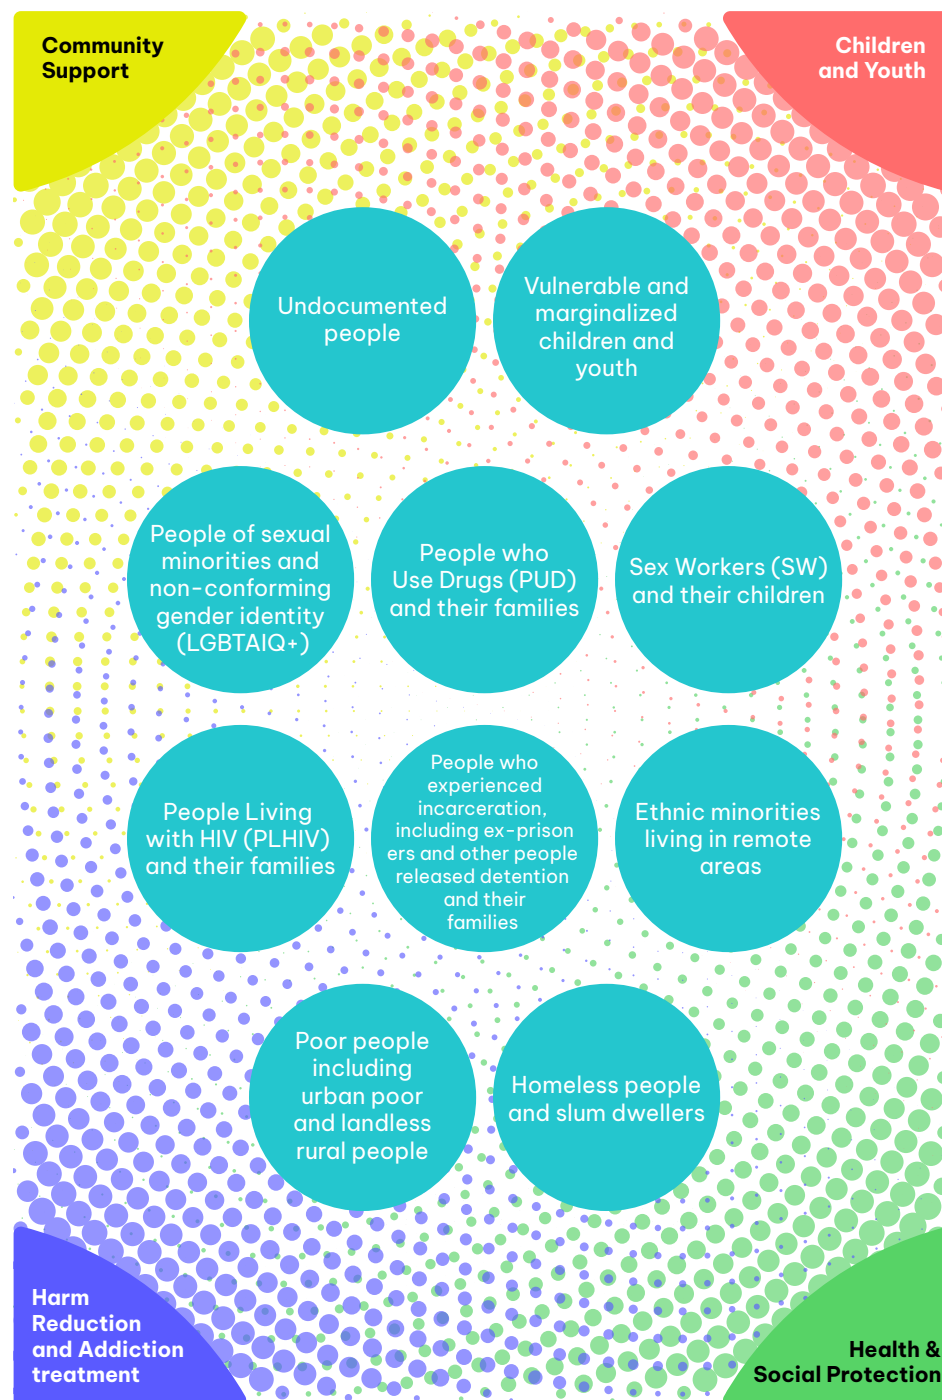 Community
Support
Children
and Youth
Undocumented
people
Vulnerable and
marginalized
children and
youth
People of sexual
minorities and
non-conforming
gender identity
(LGBTAIQ+)
People who
Use Drugs (PUD)
and their families
Sex Workers (SW)
and their children
People Living
with HIV (PLHIV)
and their families
People who
experienced
incarceration,
including ex-prison
ers and other people
released detention
and their
families
Ethnic minorities
living in remote
areas
Poor people
including
urban poor
and landless
rural people
Homeless people
and slum dwellers
Harm
Reduction
and Addiction
treatment
Health &
Social Protection